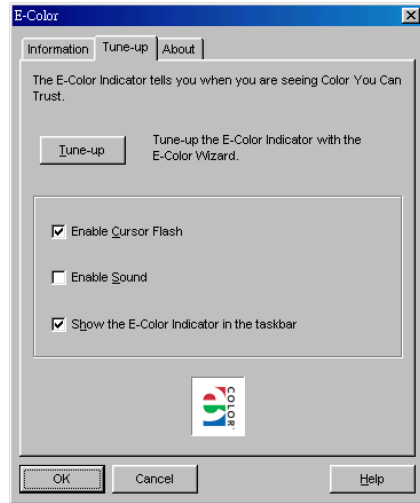 E-Color
Information Tune-up About
The E-Color Indicator tells you when you are seeing Color You Can
Trust.
Tune-up
Tune-up the E-Color Indicator with the
E-Color Wizard.
Enable Cursor Flash
Enable Sound
Show the E-Color Indicator in the taskbar
COLOR
OK Cancel Help